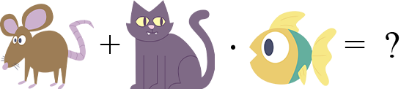 + · = ?